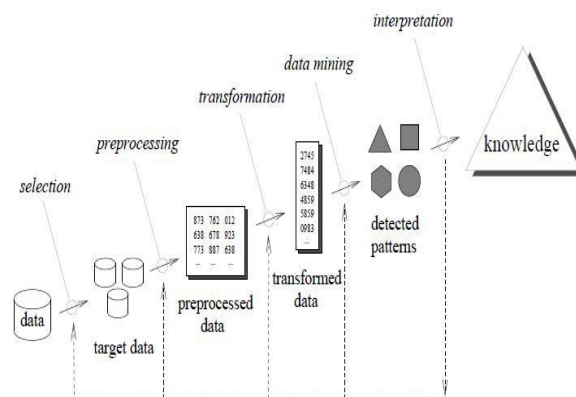 interpretation
data mining
transformation
preprocessing
selection
knowledge
2745
7484
6348
4859
5859
0983
...
detected
patterns
873 762 012
638 678 923
773 887 638
... ... ...
transformed
data
preprocessed
data
data
target data